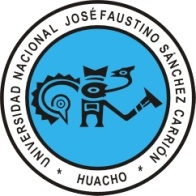 UNIVERSIDAD NACIONAL JOSÉ FAUSTINO SÁNCHEZ CARRIÓN
* HUACHO *